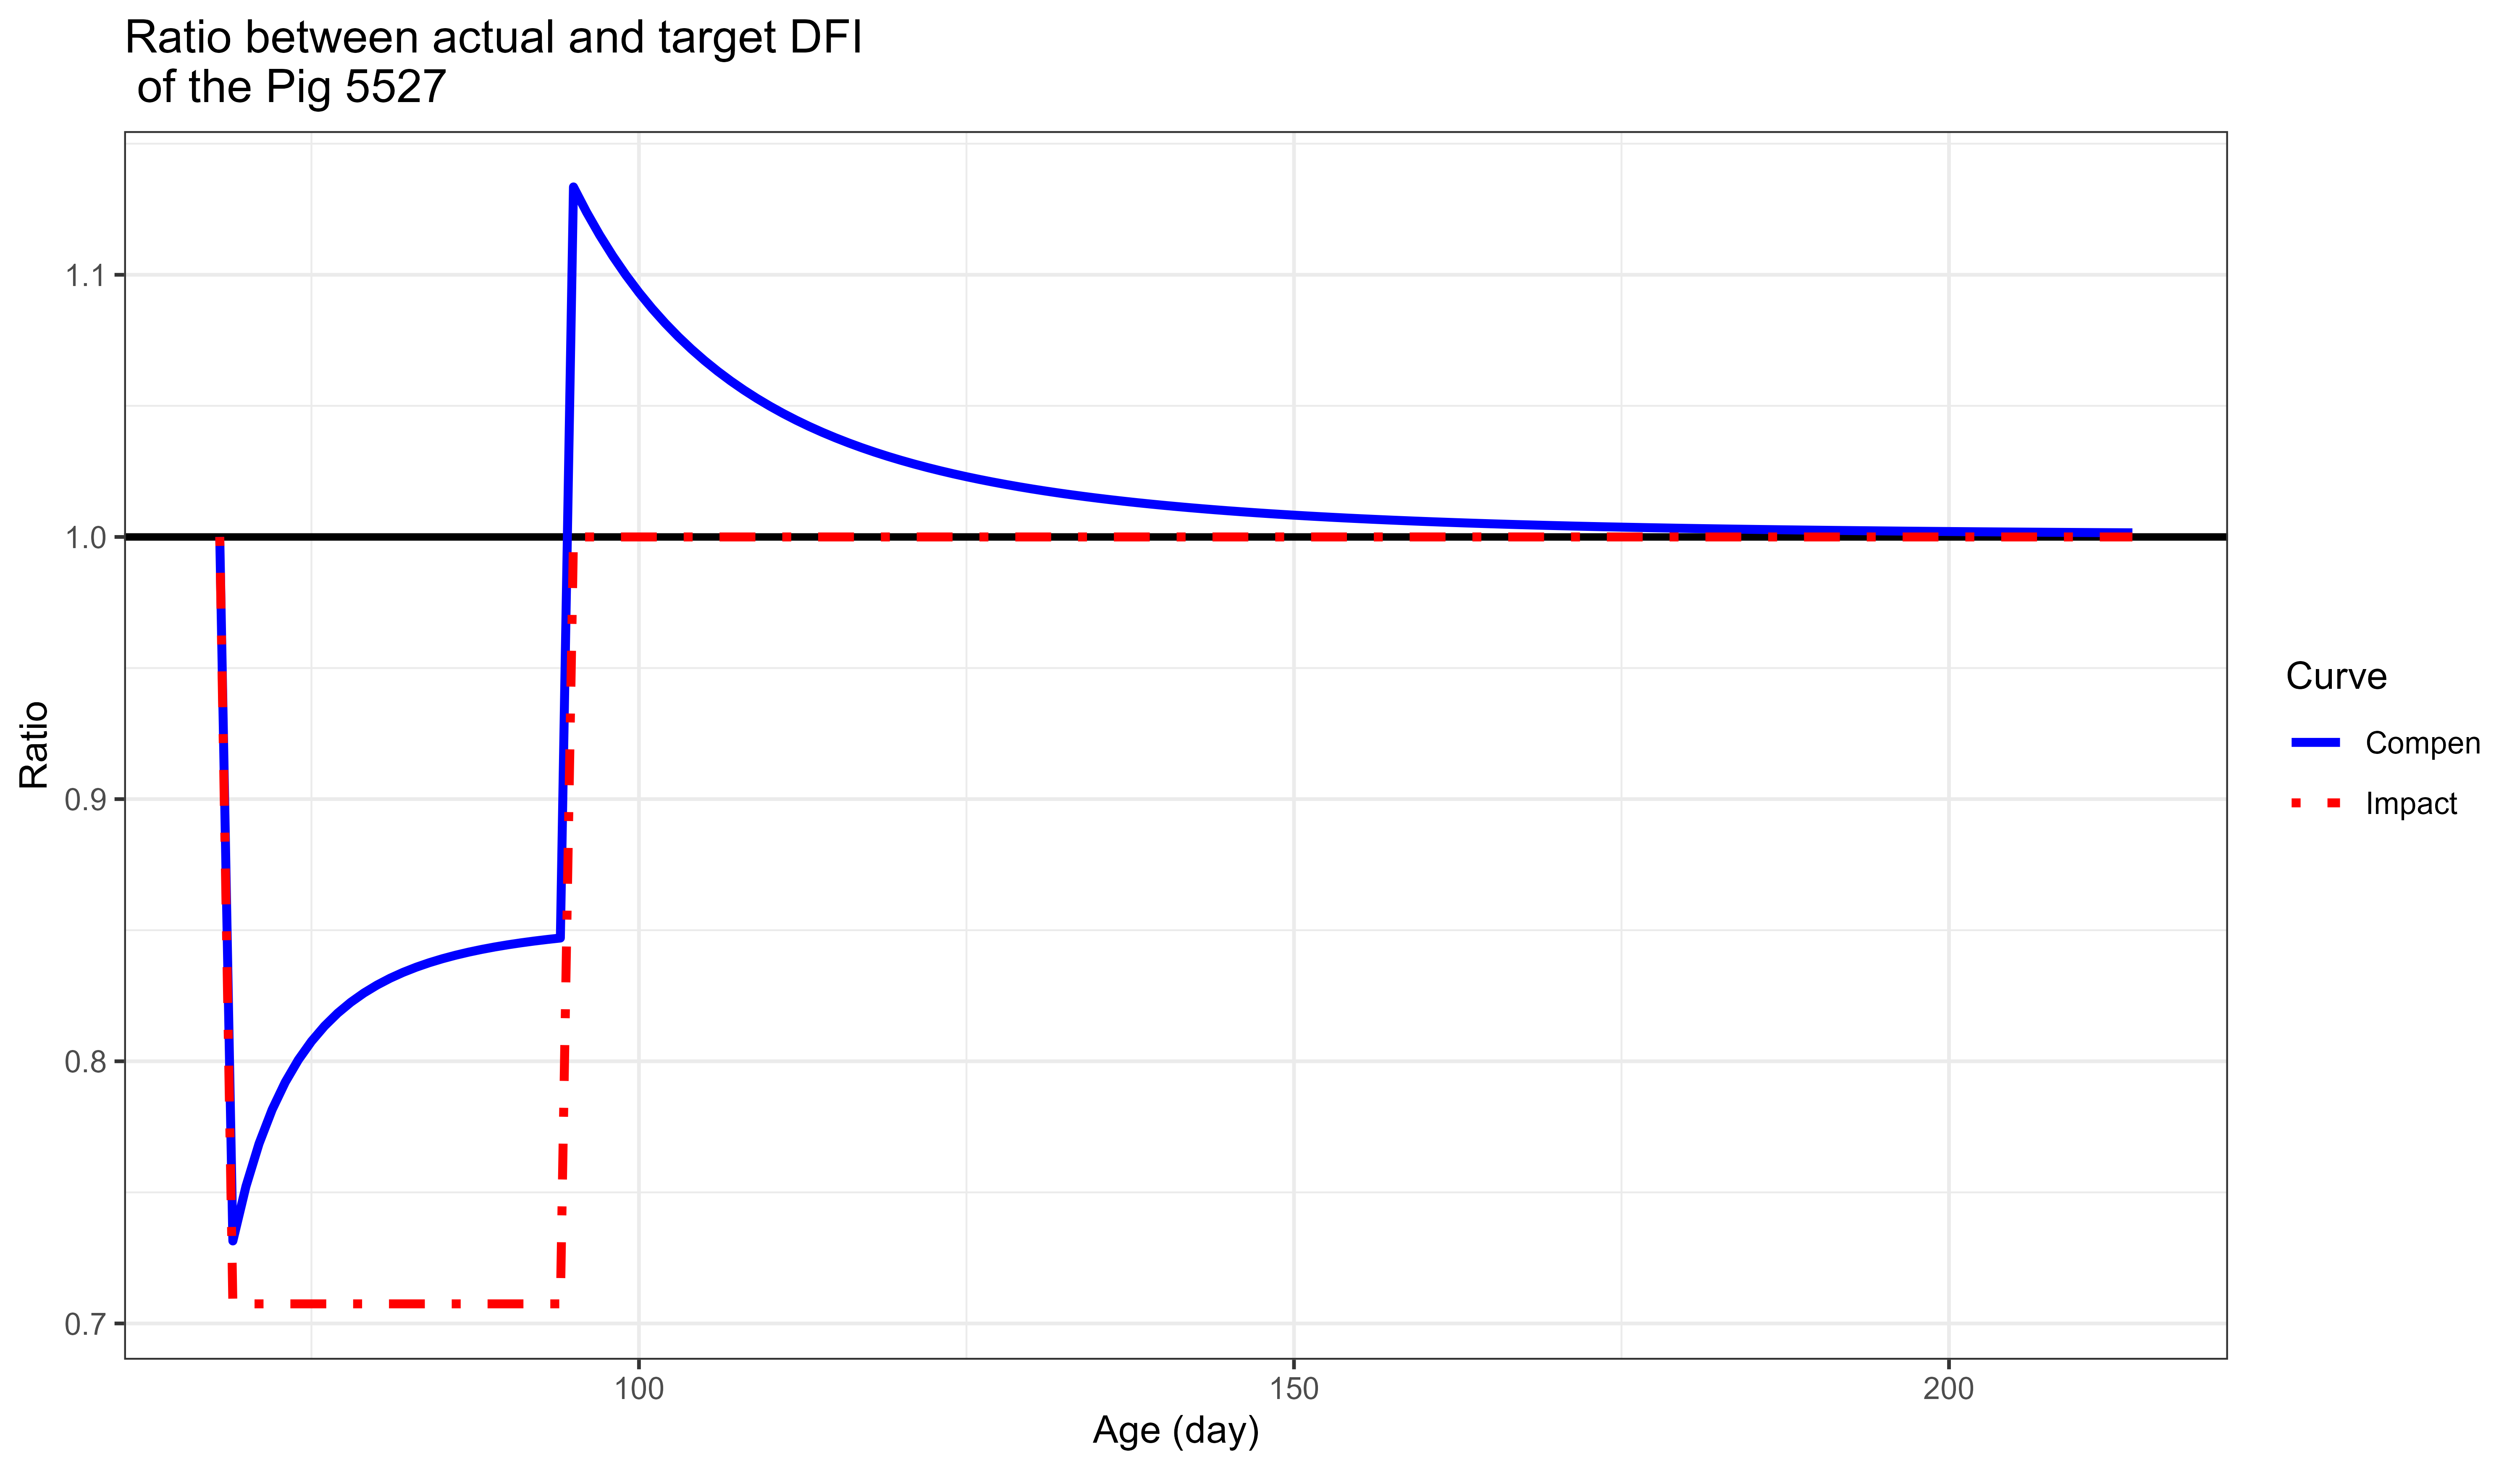 Ratio between actual and target DFI
of the Pig 5527
1.1
1.0
0.9
0.8
0.7
Ratio
100
150
200
Age (day)
Curve
Compen
Impact